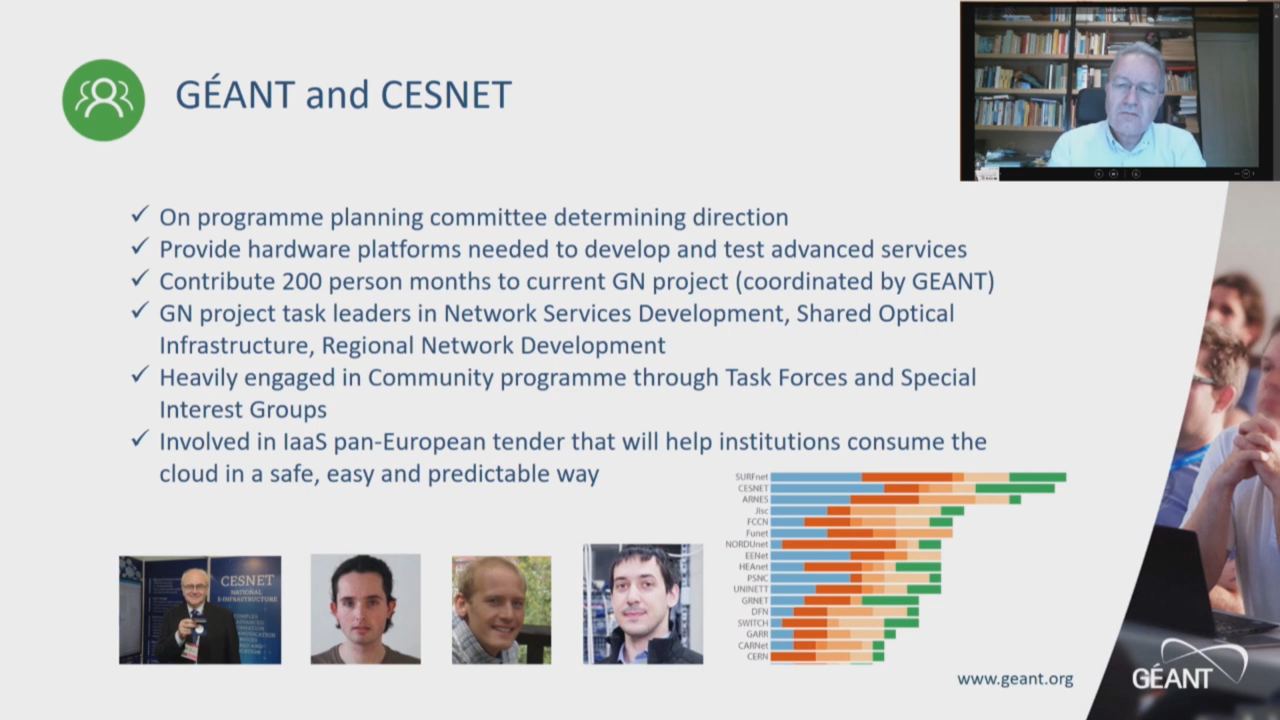 GÉANT and CESNET
✓ On programme planning committee determining direction
✓ Provide hardware platforms needed to develop and test advanced services
✓ Contribute 200 person months to current GN project (coordinated by GEANT)
✓ GN project task leaders in Network Services Development, Shared Optical
Infrastructure, Regional Network Development
✓ Heavily engaged in Community programme through Task Forces and Special
Interest Groups
✓ Involved in IaaS pan-European tender that will help institutions consume the
cloud in a safe, easy and predictable way
SURFnet
CESNET
ARNES
Jisc
FCCN
Funet
NORDUnet
EENet
HEAnet
PSNC
UNINETT
GRNET
DFN
SWITCH
GARR
CARNet
CERN
CESNET
NATIONAL
E-INFRASTRUCTURE
www.geant.org
GÉANT